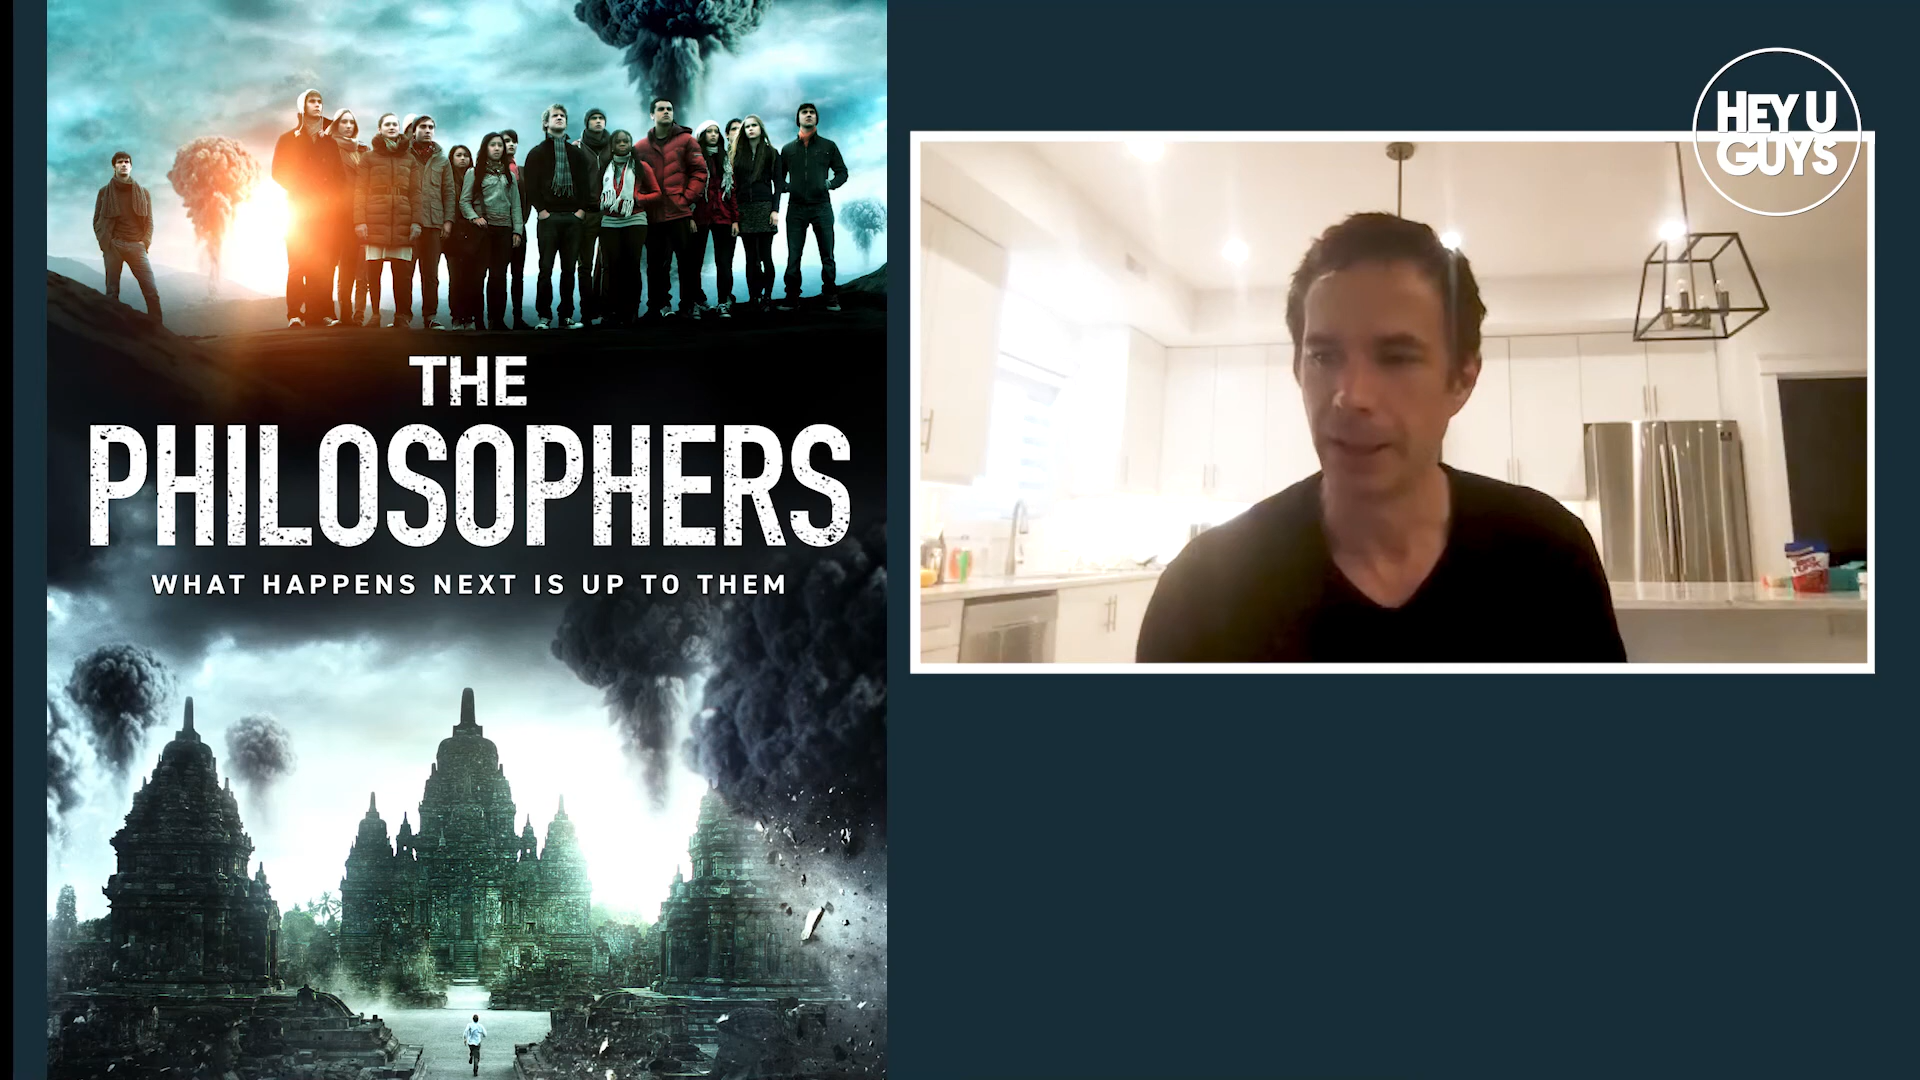 THE
PHILOSOPHERS
WHAT HAPPENS NEXT IS UP TO THEM
HEY U
GUYS